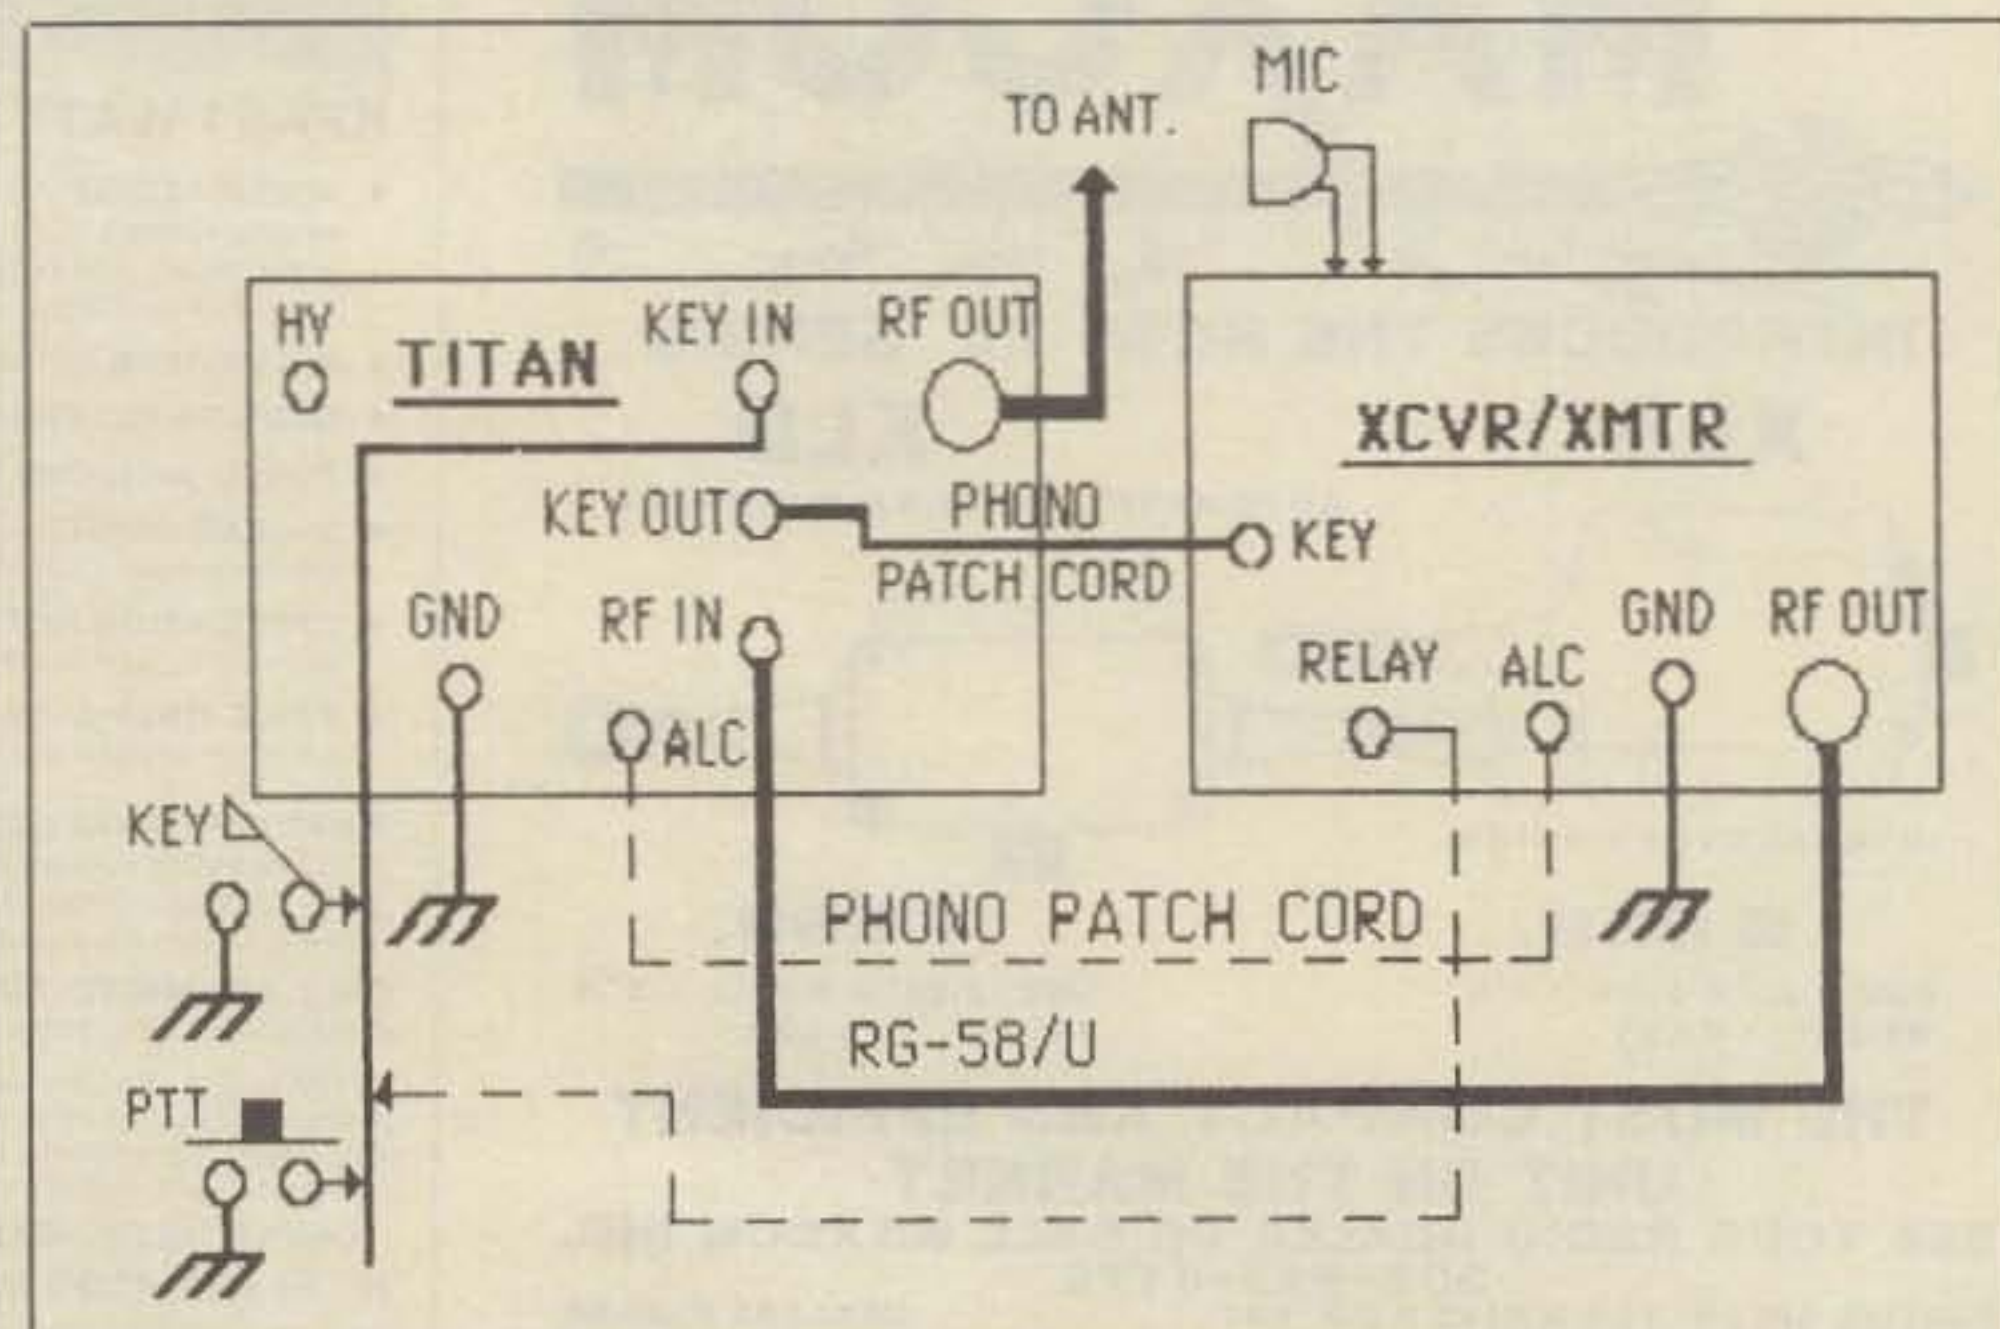 MIC
TO ANT.
HV
TITAN
KEY IN
RF OUT
XCVR/XMTR
KEY OUT
PHONO
PATCH CORD
KEY
GND
RF IN
ALC
RELAY
ALC
GND
RF OUT
KEY
PHONO PATCH CORD
RG-58/U
PTT